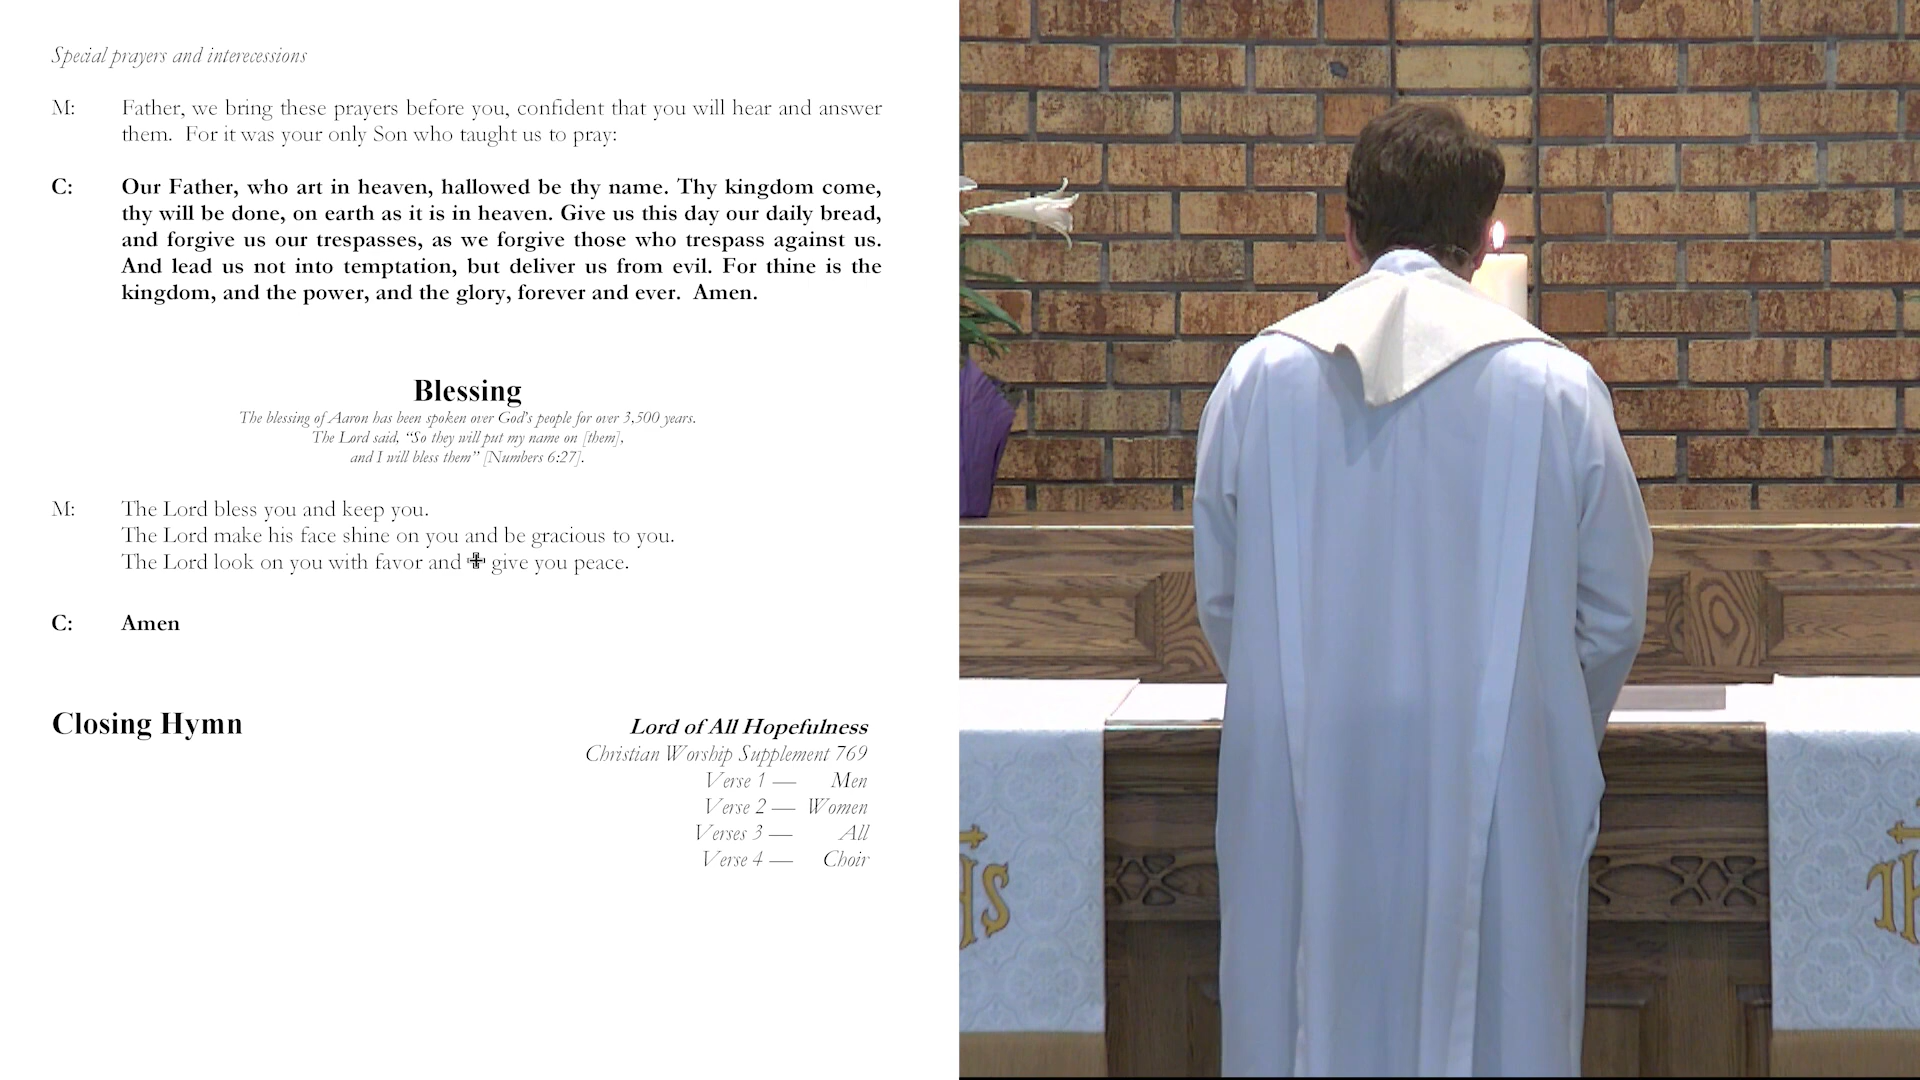 Special prayers and interecessions
M: Father, we bring these prayers before you, confident that you will hear and answer
them. For it was your only Son who taught us to pray:
C: Our Father, who art in heaven, hallowed be thy name. Thy kingdom come,
thy will be done, on earth as it is in heaven. Give us this day our daily bread,
and forgive us our trespasses, as we forgive those who trespass against us.
And lead us not into temptation, but deliver us from evil. For thine is the
kingdom, and the power, and the glory, forever and ever. Amen.
Blessing
The blessing of Aaron has been spoken over God's people for over 3,500 years.
The Lord said, "So they will put my name on [them],
and I will bless them" [Numbers 6:27].
M: The Lord bless you and keep you.
The Lord make his face shine on you and be gracious to you.
The Lord look on you with favor and ✙ give you peace.
C: Amen
Closing Hymn
Lord of All Hopefulness
Christian Worship Supplement 769
Verse 1 — Men
Verse 2 — Women
Verses 3 — All
Verse 4 — Choir